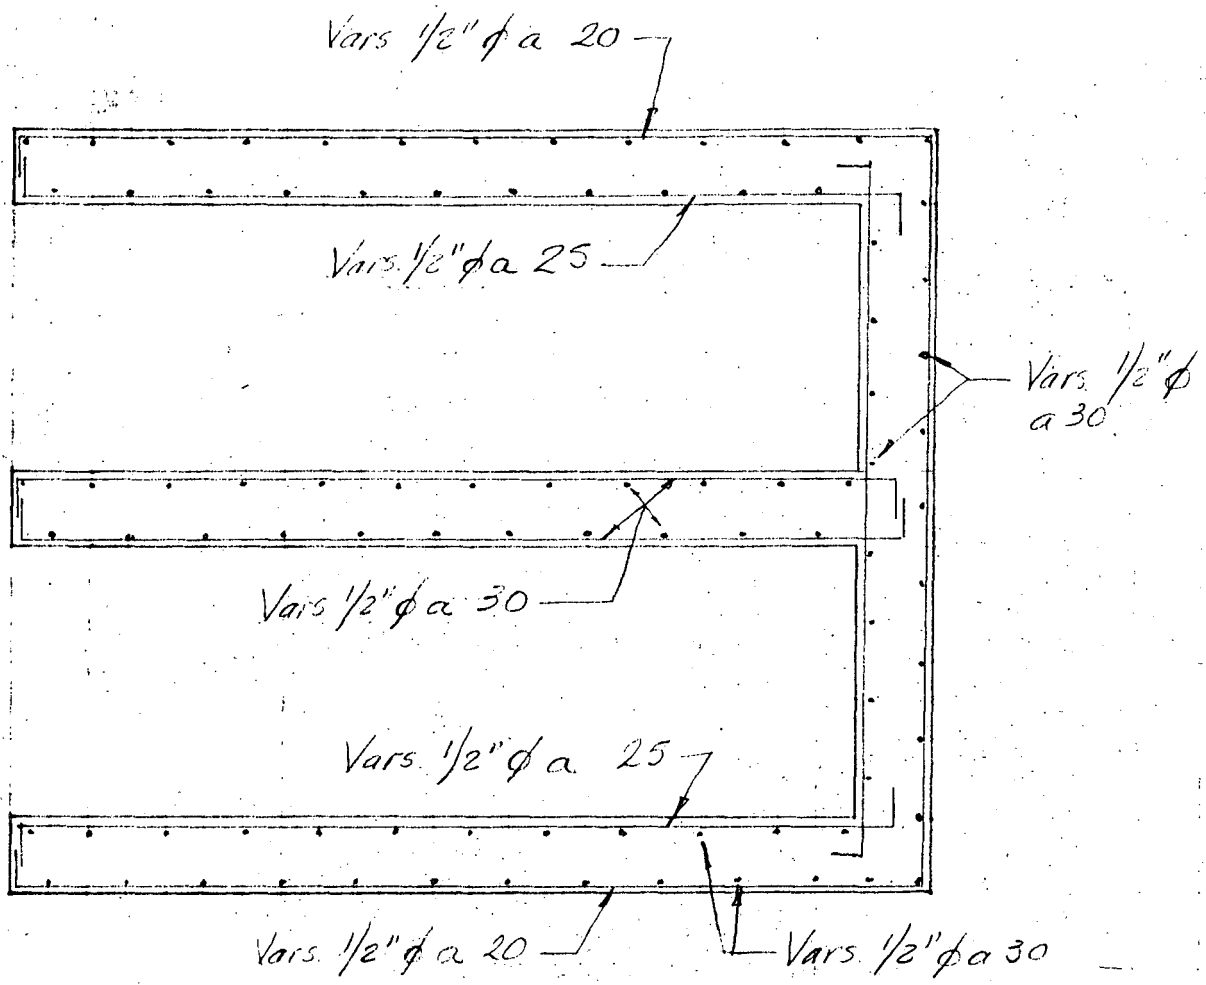 Vars 1/2" ϕ a 20
Vars. 1/2" ϕ a 25
Vars. 1/2" ϕ
a 30
Vars 1/2" ϕ a 30
Vars. 1/2" ϕ a 25
Vars. 1/2" ϕ a 20
Vars. 1/2" ϕ a 30